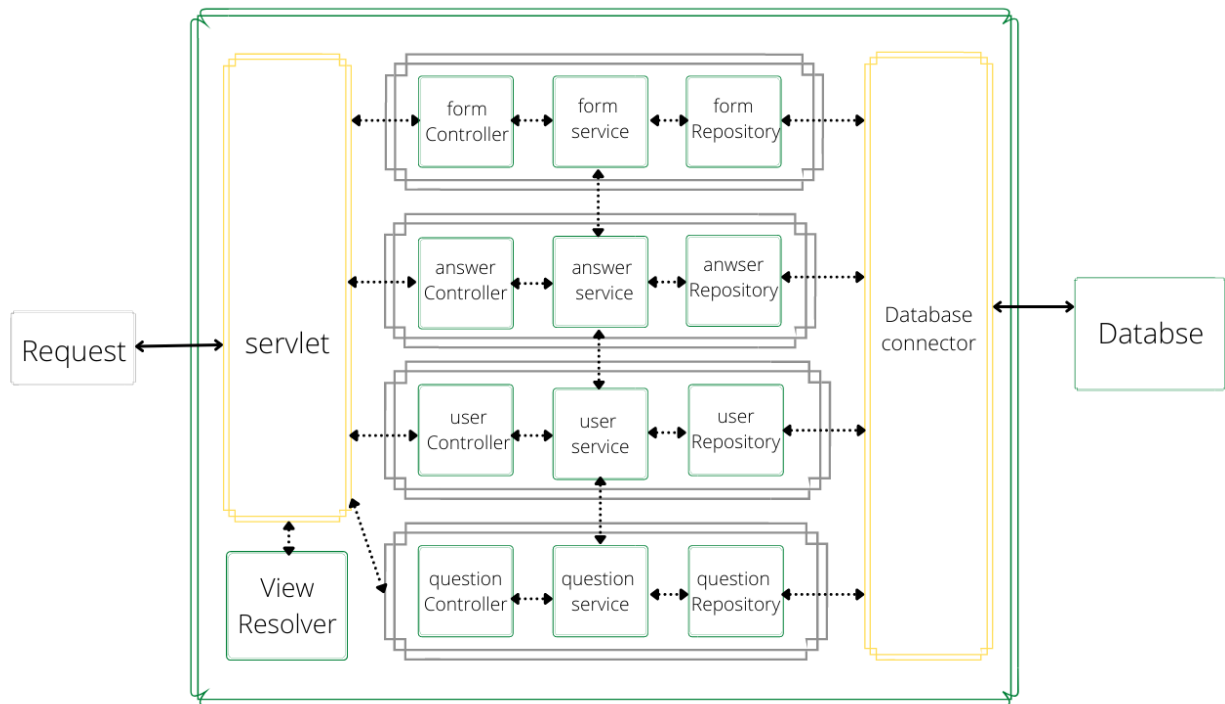 form
Controller
form
service
form
Repository
answer
Controller
answer
service
anwser
Repository
Request
servlet
Database
connector
Databse
user
Controller
user
service
user
Repository
View
Resolver
question
Controller
question
service
question
Repository